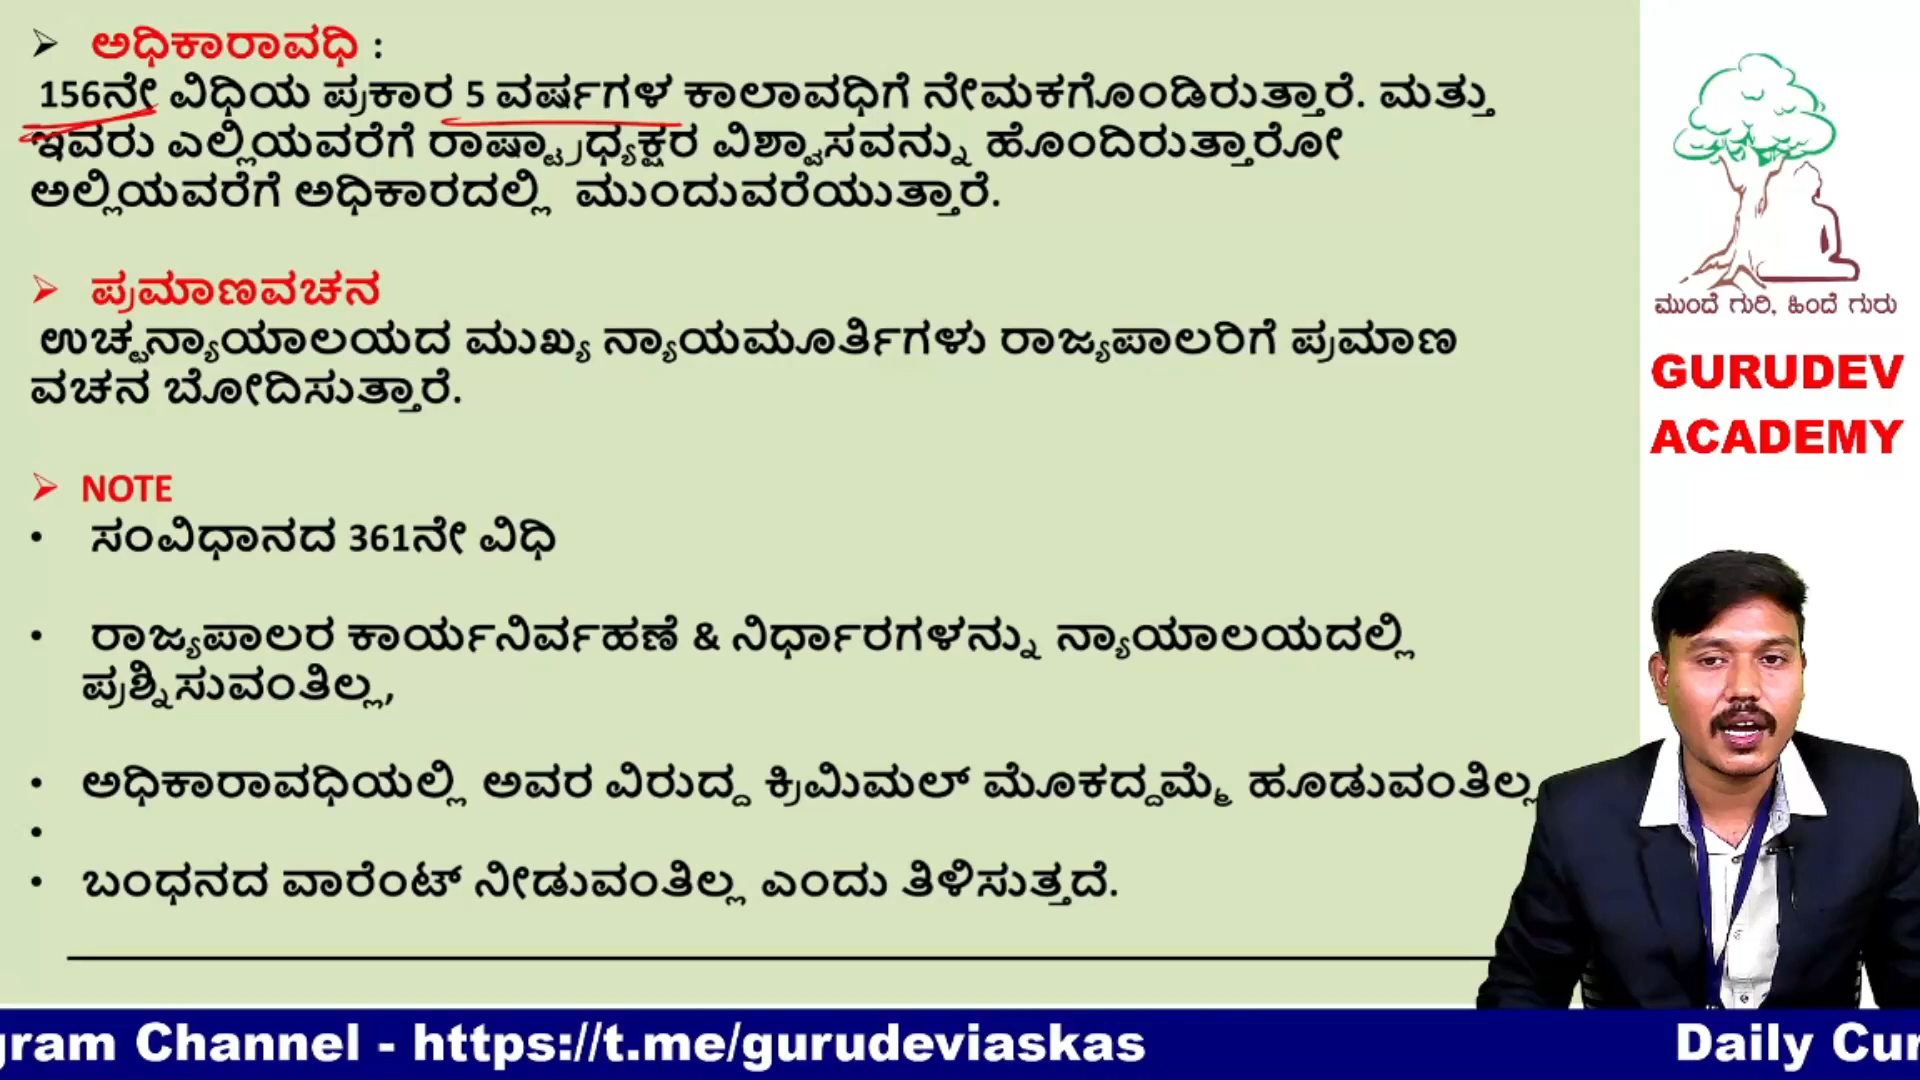 ➢ ಅಧಿಕಾರಾವಧಿ :
156ನೇ ವಿಧಿಯ ಪ್ರಕಾರ 5 ವರ್ಷಗಳ ಕಾಲಾವಧಿಗೆ ನೇಮಕಗೊಂಡಿರುತ್ತಾರೆ. ಮತ್ತು
ಇವರು ಎಲ್ಲಿಯವರೆಗೆ ರಾಷ್ಟ್ರಾಧ್ಯಕ್ಷರ ವಿಶ್ವಾಸವನ್ನು ಹೊಂದಿರುತ್ತಾರೋ
ಅಲ್ಲಿಯವರೆಗೆ ಅಧಿಕಾರದಲ್ಲಿ ಮುಂದುವರೆಯುತ್ತಾರೆ.
➢ ಪ್ರಮಾಣವಚನ
ಉಚ್ಚನ್ಯಾಯಾಲಯದ ಮುಖ್ಯ ನ್ಯಾಯಮೂರ್ತಿಗಳು ರಾಜ್ಯಪಾಲರಿಗೆ ಪ್ರಮಾಣ
ವಚನ ಬೋದಿಸುತ್ತಾರೆ.
➢ NOTE
• ಸಂವಿಧಾನದ 361ನೇ ವಿಧಿ
• ರಾಜ್ಯಪಾಲರ ಕಾರ್ಯನಿರ್ವಹಣೆ & ನಿರ್ಧಾರಗಳನ್ನು ನ್ಯಾಯಾಲಯದಲ್ಲಿ
ಪ್ರಶ್ನಿಸುವಂತಿಲ್ಲ,
• ಅಧಿಕಾರಾವಧಿಯಲ್ಲಿ ಅವರ ವಿರುದ್ದ ಕ್ರಿಮಿಮಲ್ ಮೊಕದ್ದಮ್ಮೆ ಹೂಡುವಂತಿಲ್ಲ
•
• ಬಂಧನದ ವಾರೆಂಟ್ ನೀಡುವಂತಿಲ್ಲ ಎಂದು ತಿಳಿಸುತ್ತದೆ.
ಮುಂದೆ ಗುರಿ, ಹಿಂದೆ ಗುರು
GURUDEV
ACADEMY
gram Channel - https://t.me/gurudeviaskas
Daily Cur